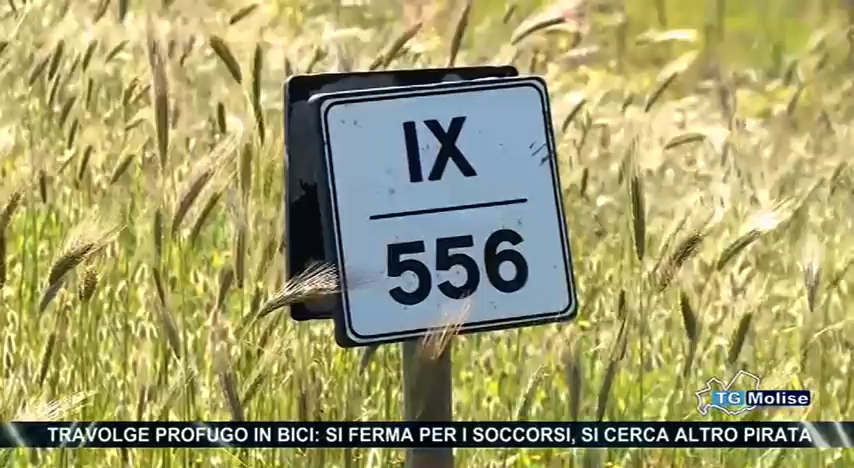 IX
556
TG Molise
TRAVOLGE PROFUGO IN BICI: SI FERMA PER I SOCCORSI, SI CERCA ALTRO PIRATA